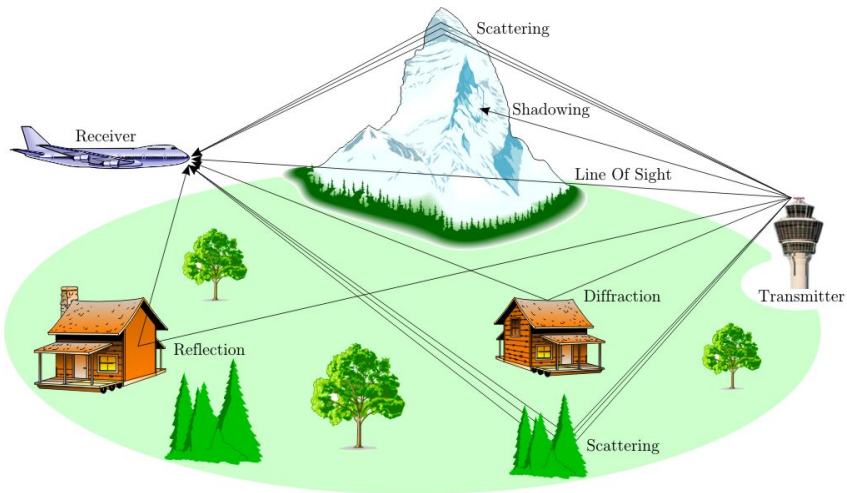 Scattering
Shadowing
Receiver
Line Of Sight
Transmitter
Diffraction
Reflection
Scattering